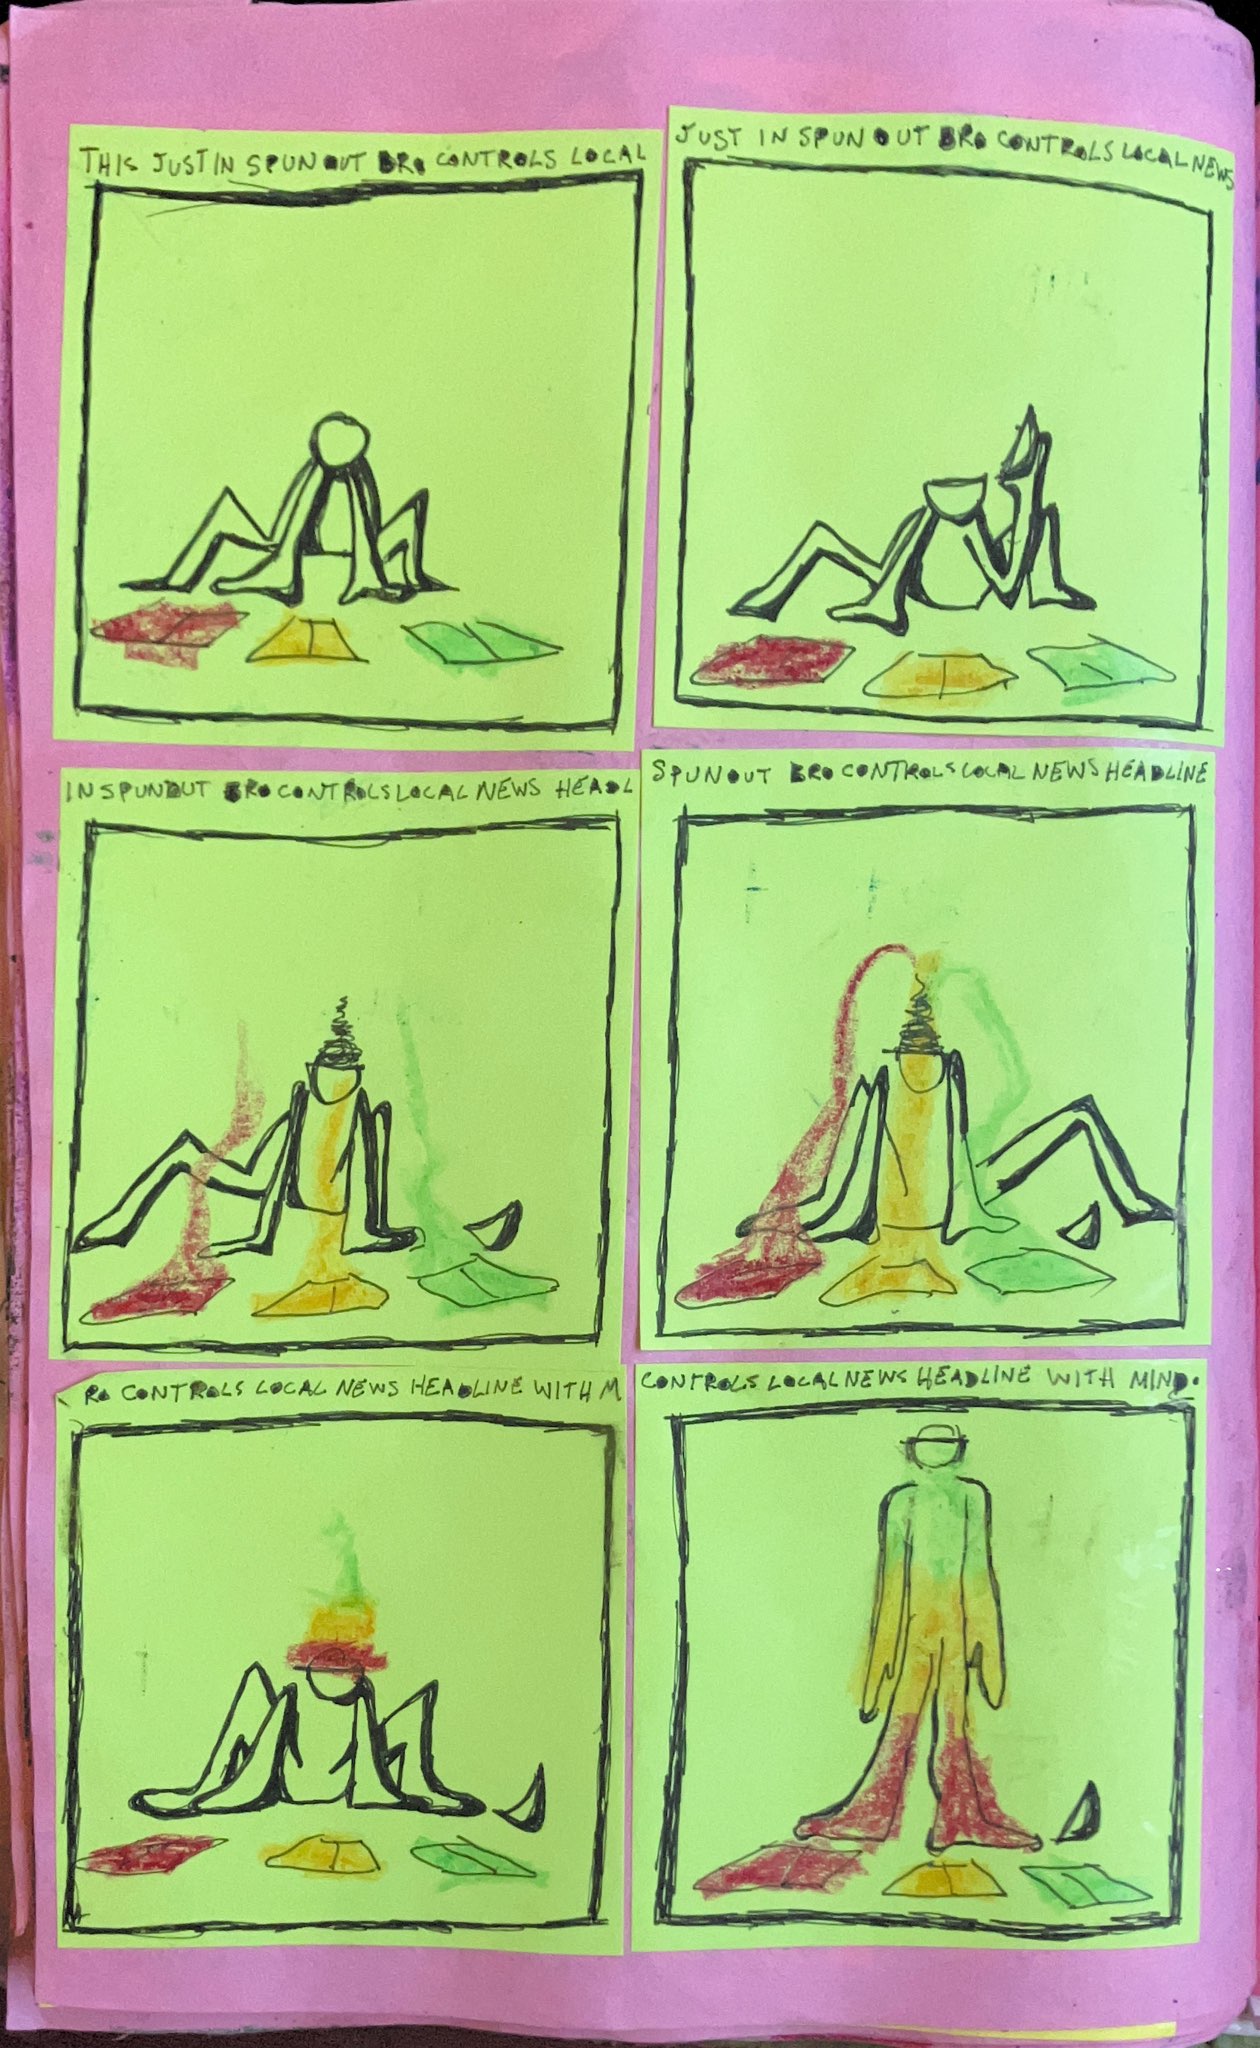 THIS JUST IN SPUN OUT BRO CONTROLS LOCAL
JUST IN SPUN OUT BRO CONTROLS LOCAL NEWS
IN SPUN OUT BRO CONTROLS LOCAL NEWS HEADL
SPUN OUT BRO CONTROLS LOCAL NEWS HEADLINE
RO CONTROLS LOCAL NEWS HEADLINE WITH M
CONTROLS LOCAL NEWS HEADLINE WITH MIND.